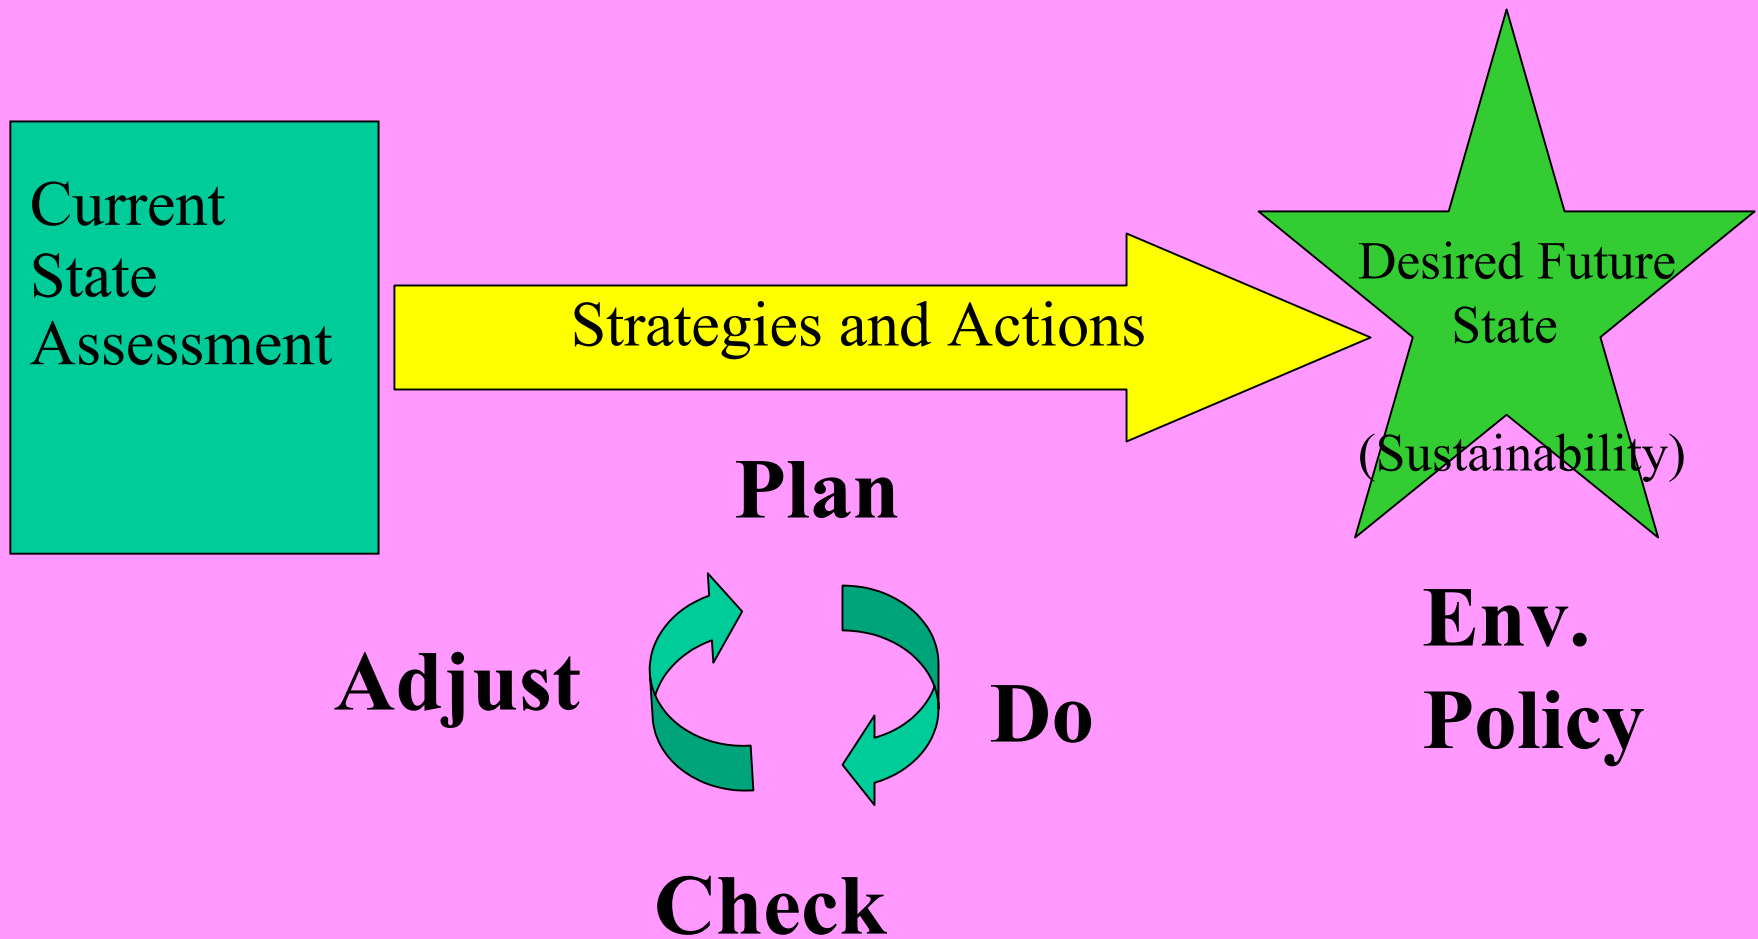 Current
State
Assessment
Strategies and Actions
Desired Future
State
(Sustainability)
Plan
Adjust
Do
Check
Env.
Policy